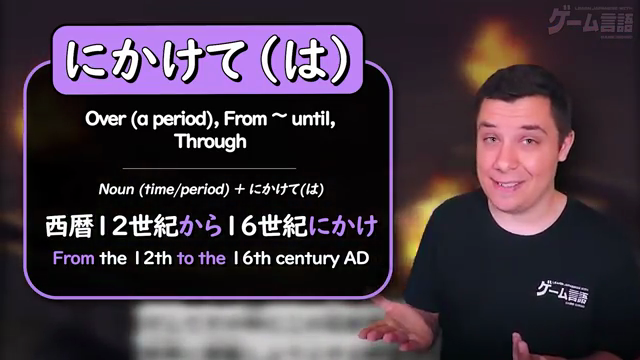 にかけて(は)
Over (a period), From ~ until,
Through
Noun (time/period) + にかけて(は)
西暦12世紀から16世紀にかけ
From the 12th to the 16th century AD
ゲーム言語
ゲーム言語